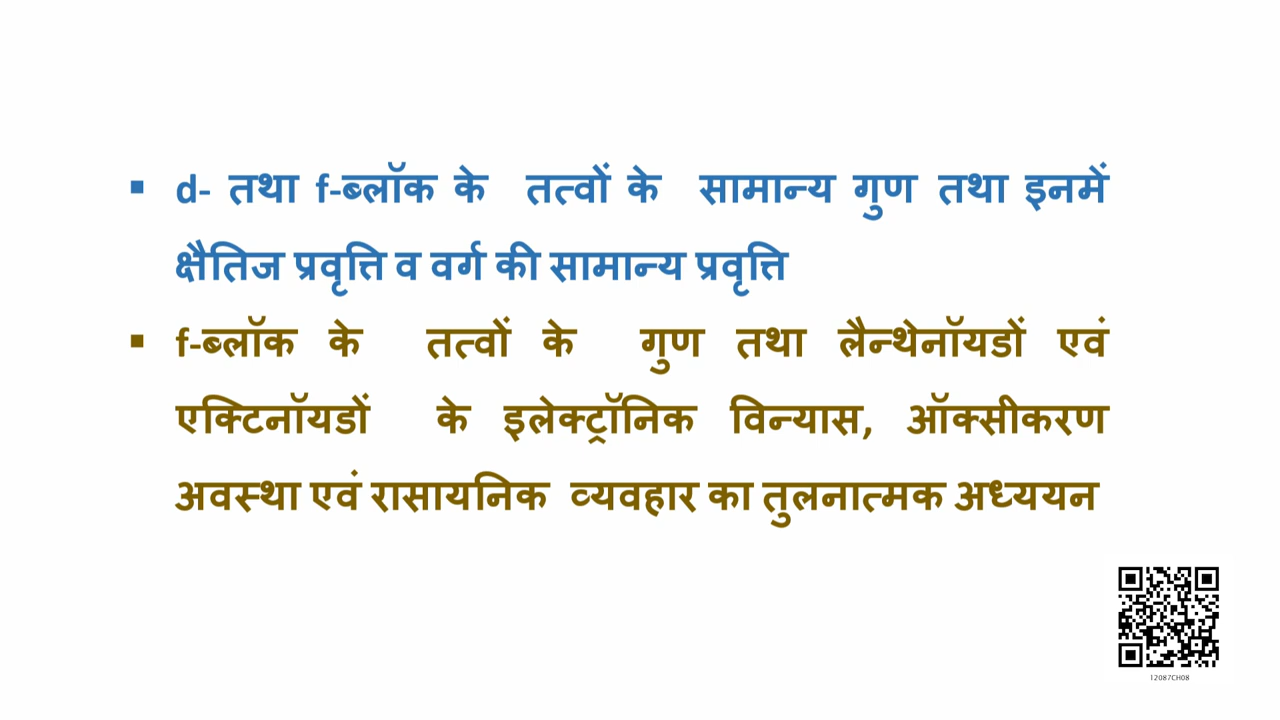 ▪ d- तथा f-ब्लॉक के तत्वों के सामान्य गुण तथा इनमें
क्षैतिज प्रवृत्ति व वर्ग की सामान्य प्रवृत्ति
▪ f-ब्लॉक के तत्वों के गुण तथा लैन्थेनॉयडों एवं
एक्टिनॉयडों के इलेक्ट्रॉनिक विन्यास, ऑक्सीकरण
अवस्था एवं रासायनिक व्यवहार का तुलनात्मक अध्ययन
12087CH08